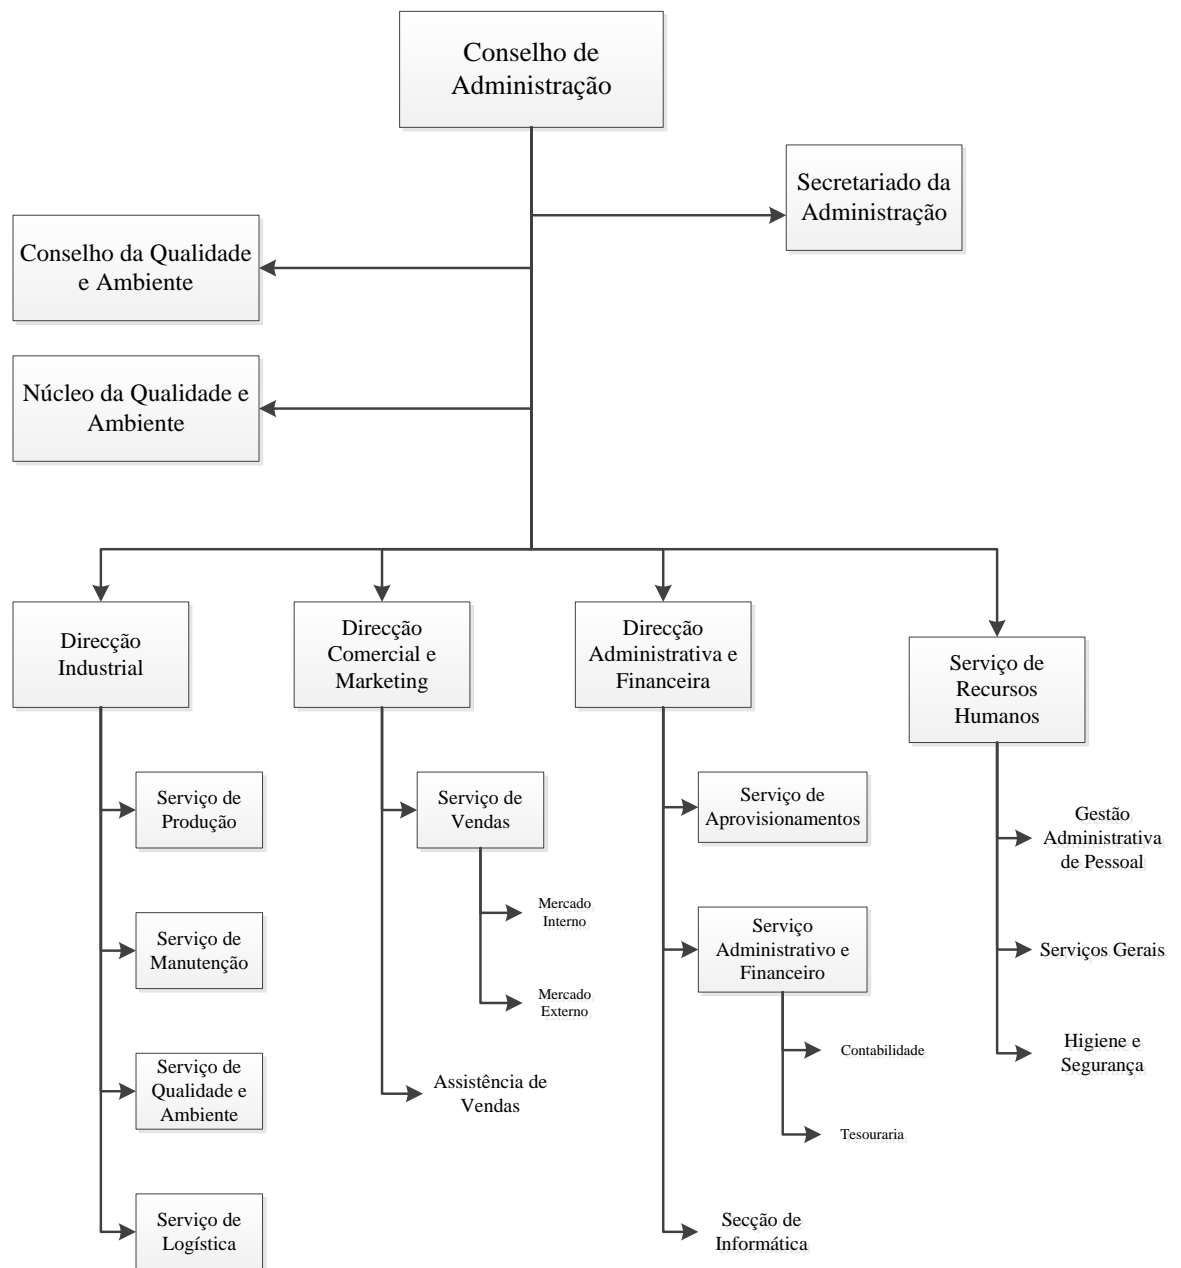 Conselho de
Administração
Secretariado da
Administração
Conselho da Qualidade
e Ambiente
Núcleo da Qualidade e
Ambiente
Direcção
Industrial
Direcção
Comercial e
Marketing
Direcção
Administrativa e
Financeira
Serviço de
Recursos
Humanos
Serviço de
Produção
Serviço de
Manutenção
Serviço de
Qualidade e
Ambiente
Serviço de
Logística
Serviço de
Vendas
Mercado
Interno
Mercado
Externo
Assistência de
Vendas
Serviço de
Aprovisionamentos
Serviço
Administrativo e
Financeiro
Contabilidade
Tesouraria
Secção de
Informática
Gestão
Administrativa
de Pessoal
Serviços Gerais
Higiene e
Segurança